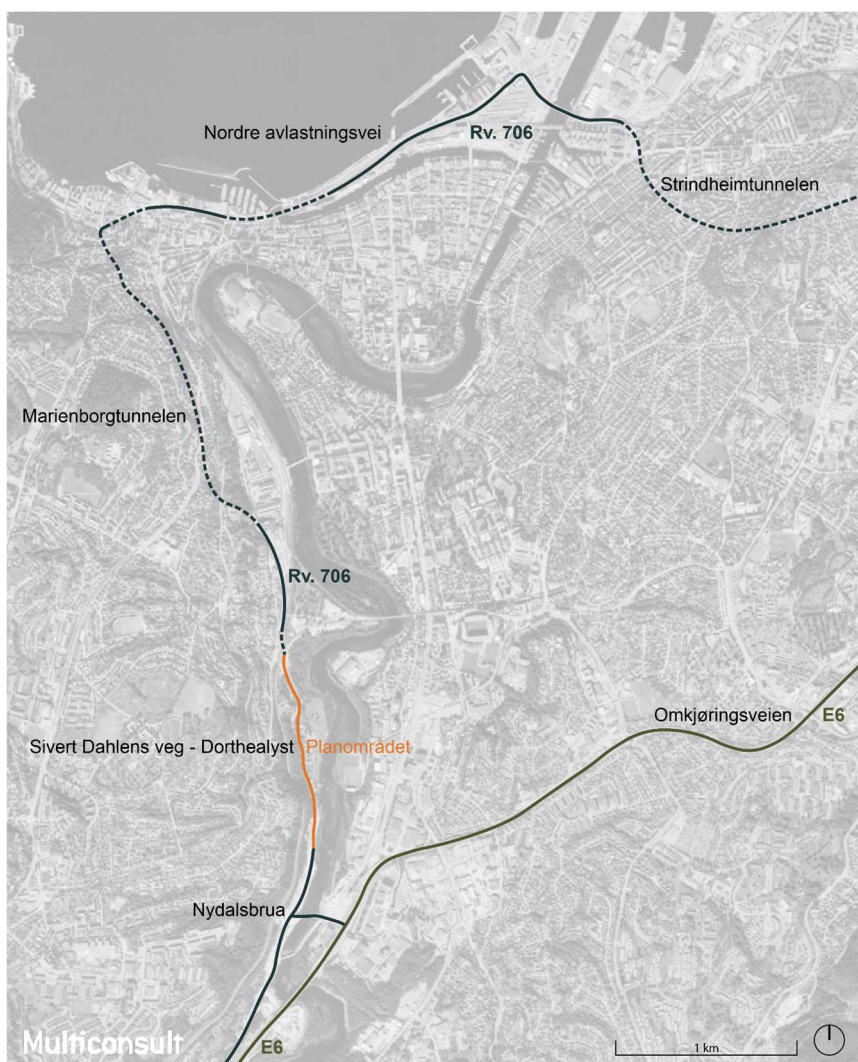 Nordre avlastningsvei
Rv. 706
Strindheimtunnelen
Marienborgtunnelen
Rv. 706
Omkjøringsveien
E6
Sivert Dahlens veg - Dorthealyst Planområdet
Nydalsbrua
Multiconsult
E6
1 km